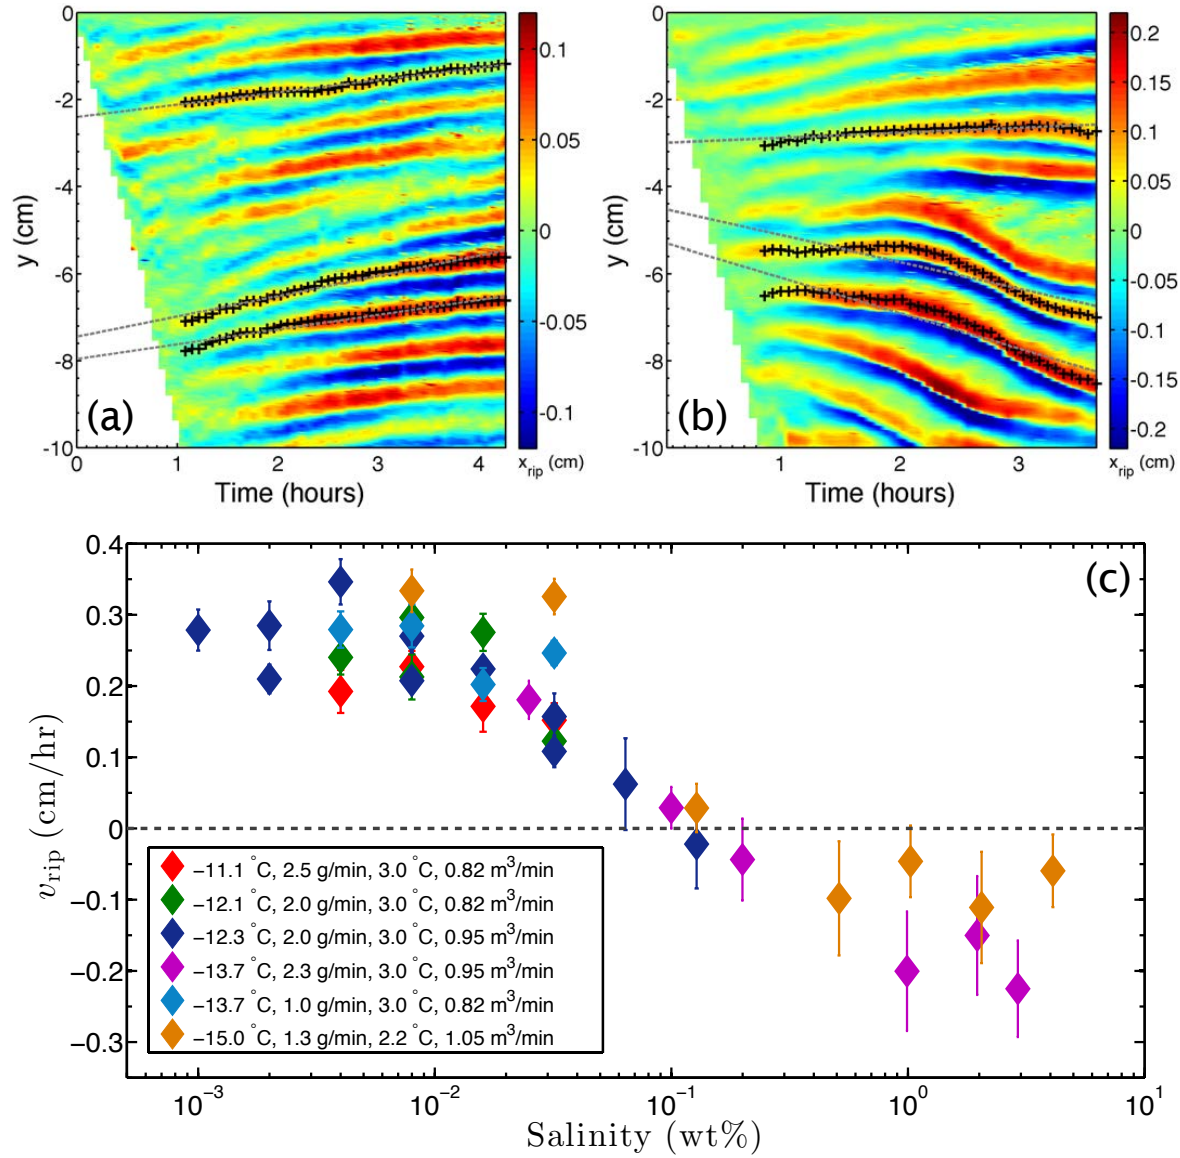 0
-2
-4
-6
-8
-10
y (cm)
(a)
0
1
2
3
4
Time (hours)
0.1
0.05
0
-0.05
-0.1
x_rip (cm)
0
-2
-4
-6
-8
-10
y (cm)
(b)
1
2
3
Time (hours)
0.2
0.15
0.1
0.05
0
-0.05
-0.1
-0.15
-0.2
x_rip (cm)
0.4
0.3
0.2
0.1
0
−0.1
−0.2
−0.3
v_rip (cm/hr)
(c)
−11.1 °C, 2.5 g/min, 3.0 °C, 0.82 m³/min
−12.1 °C, 2.0 g/min, 3.0 °C, 0.82 m³/min
−12.3 °C, 2.0 g/min, 3.0 °C, 0.95 m³/min
−13.7 °C, 2.3 g/min, 3.0 °C, 0.95 m³/min
−13.7 °C, 1.0 g/min, 3.0 °C, 0.82 m³/min
−15.0 °C, 1.3 g/min, 2.2 °C, 1.05 m³/min
10⁻³
10⁻²
10⁻¹
10⁰
10¹
Salinity (wt%)